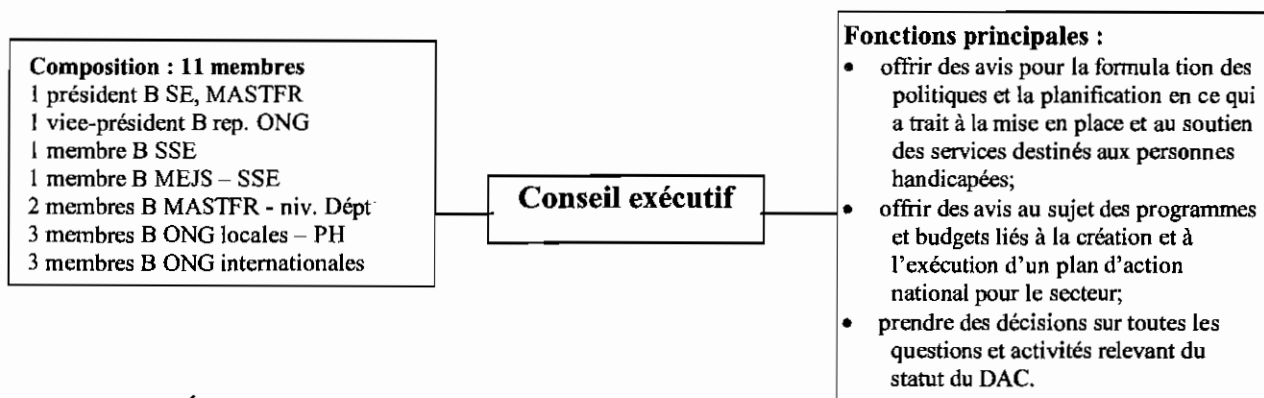 Composition : 11 membres
1 président B SE, MASTFR
1 viee-président B rep. ONG
1 membre B SSE
1 membre B MEJS – SSE
2 membres B MASTFR - niv. Dépt
3 membres B ONG locales – PH
3 membres B ONG internationales
Conseil exécutif
Fonctions principales :
• offrir des avis pour la formula tion des
politiques et la planification en ce qui
a trait à la mise en place et au soutien
des services destinés aux personnes
handicapées;
• offrir des avis au sujet des programmes
et budgets liés à la création et à
l'exécution d'un plan d'action
national pour le secteur;
• prendre des décisions sur toutes les
questions et activités relevant du
statut du DAC.